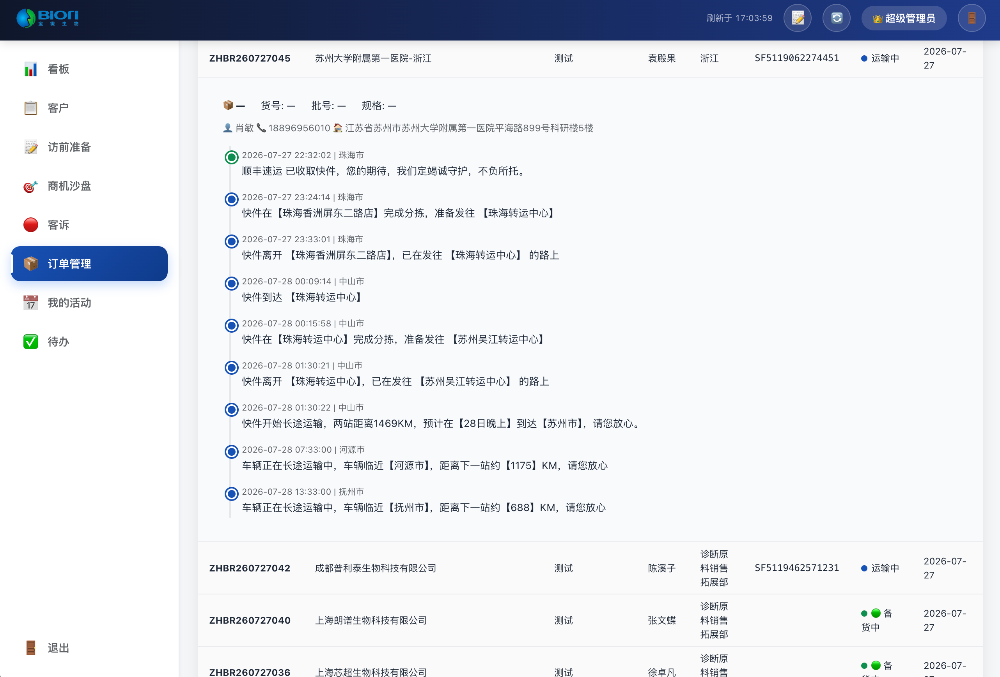 BiOri
宝锐生物
刷新于 17:03:59
超级管理员
看板
客户
访前准备
商机沙盘
客诉
订单管理
JUL
17
我的活动
待办
退出
ZHBR260727045 苏州大学附属第一医院-浙江 测试 袁殿果 浙江 SF5119062274451 运输中 2026-07-
27
— 货号: — 批号: — 规格: —
肖敏 18896956010 江苏省苏州市苏州大学附属第一医院平海路899号科研楼5楼
2026-07-27 22:32:02 | 珠海市
顺丰速运 已收取快件，您的期待，我们定竭诚守护，不负所托。
2026-07-27 23:24:14 | 珠海市
快件在【珠海香洲屏东二路店】完成分拣，准备发往 【珠海转运中心】
2026-07-27 23:33:01 | 珠海市
快件离开 【珠海香洲屏东二路店】，已在发往 【珠海转运中心】 的路上
2026-07-28 00:09:14 | 中山市
快件到达 【珠海转运中心】
2026-07-28 00:15:58 | 中山市
快件在【珠海转运中心】完成分拣，准备发往 【苏州吴江转运中心】
2026-07-28 01:30:21 | 中山市
快件离开 【珠海转运中心】，已在发往 【苏州吴江转运中心】 的路上
2026-07-28 01:30:22 | 中山市
快件开始长途运输，两站距离1469KM，预计在【28日晚上】到达【苏州市】，请您放心。
2026-07-28 07:33:00 | 河源市
车辆正在长途运输中，车辆临近【河源市】，距离下一站约【1175】KM，请您放心
2026-07-28 13:33:00 | 抚州市
车辆正在长途运输中，车辆临近【抚州市】，距离下一站约【688】KM，请您放心
ZHBR260727042 成都普利泰生物科技有限公司 测试 陈溪子 诊断原
料销售
拓展部 SF5119462571231 运输中 2026-07-
27
ZHBR260727040 上海朗谱生物科技有限公司 测试 张文蝶 诊断原
料销售
拓展部 备
货中 2026-07-
27
ZHBR260727036 上海芯超生物科技有限公司 测试 徐卓凡 诊断原
料销售 备 2026-07-